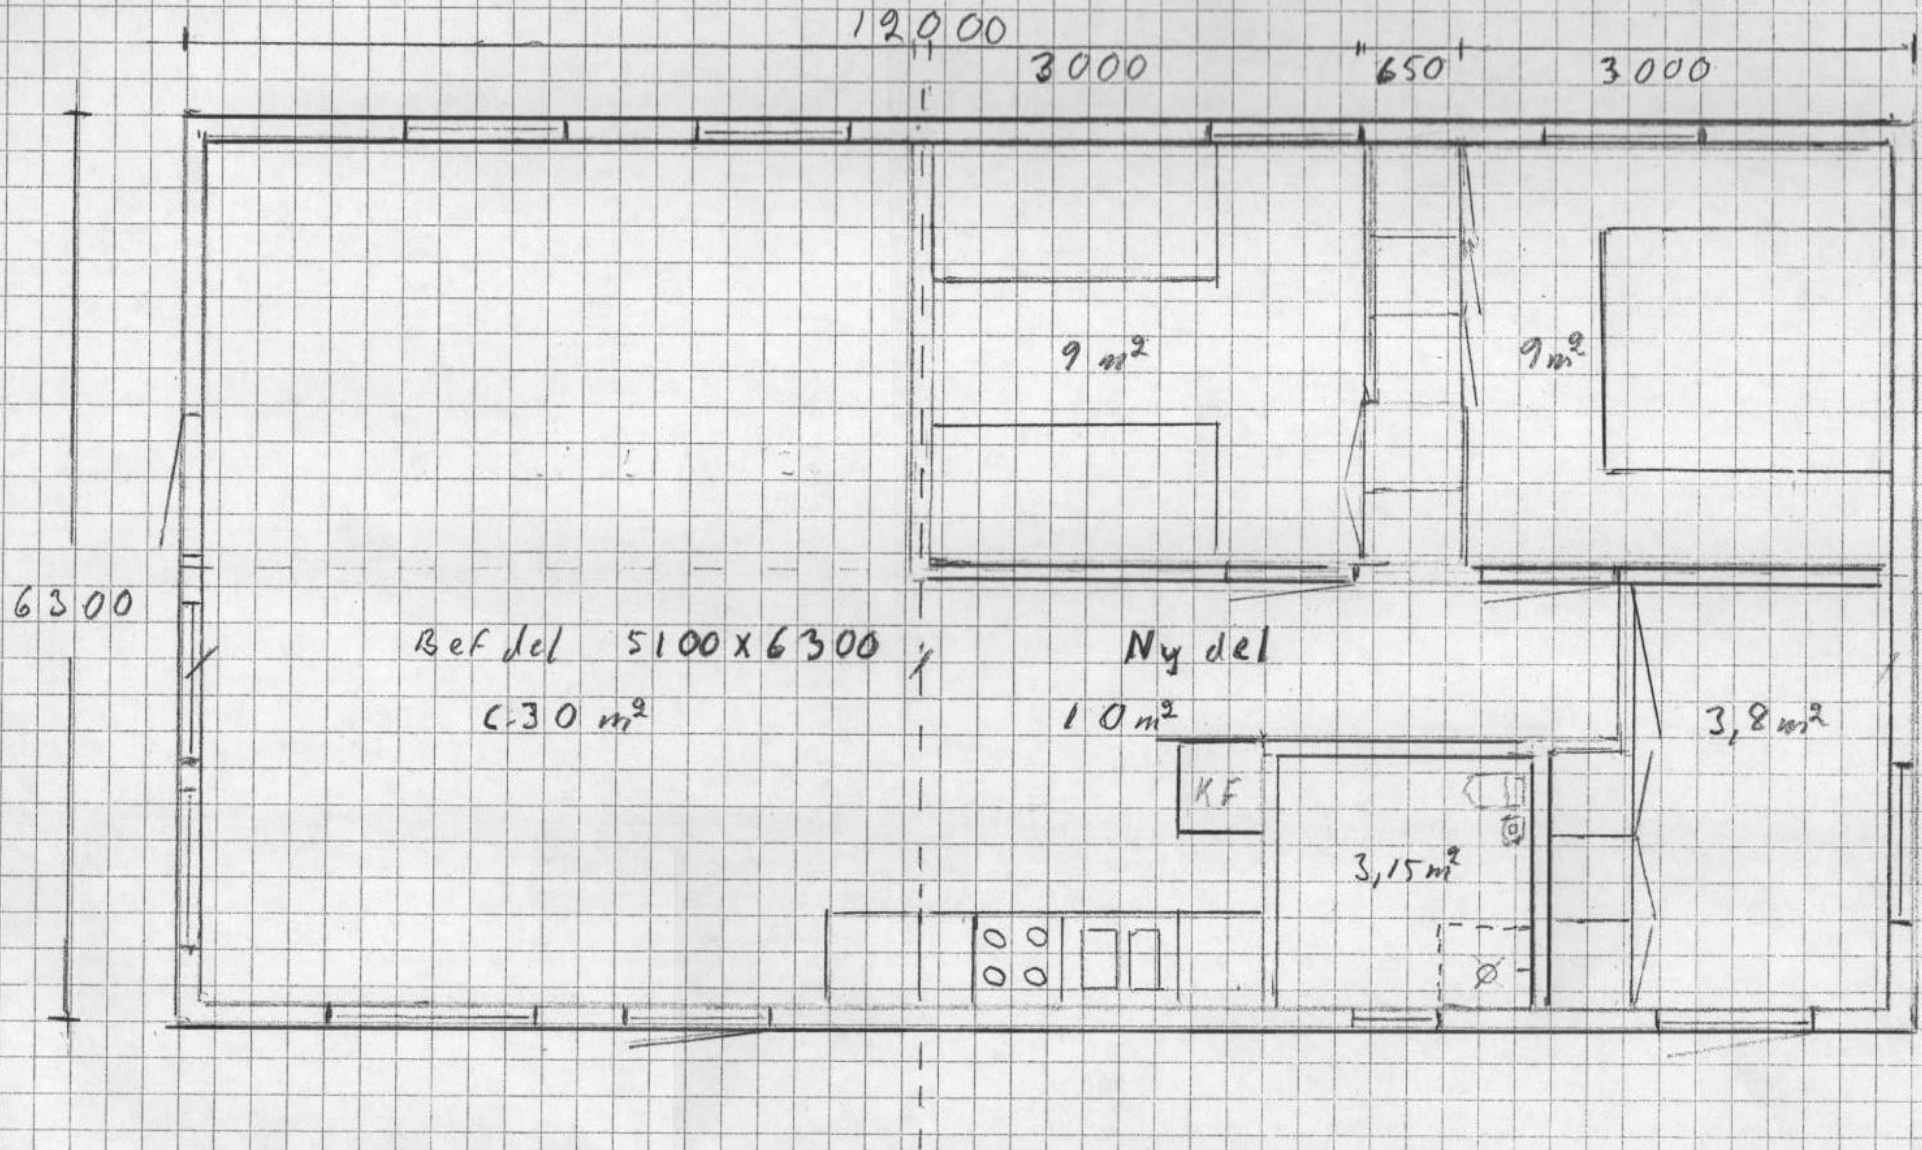 12000
3000 650 3000
9 m² 9 m²
6300
Bef del 5100 x 6300 Ny del
C-30 m² 10 m² 3,8 m²
KF
3,15 m²